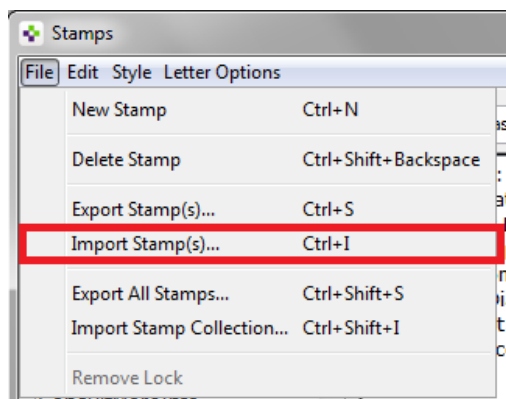 Stamps
File Edit Style Letter Options
New Stamp Ctrl+N
Delete Stamp Ctrl+Shift+Backspace
Export Stamp(s)... Ctrl+S
Import Stamp(s)... Ctrl+I
Export All Stamps... Ctrl+Shift+S
Import Stamp Collection... Ctrl+Shift+I
Remove Lock